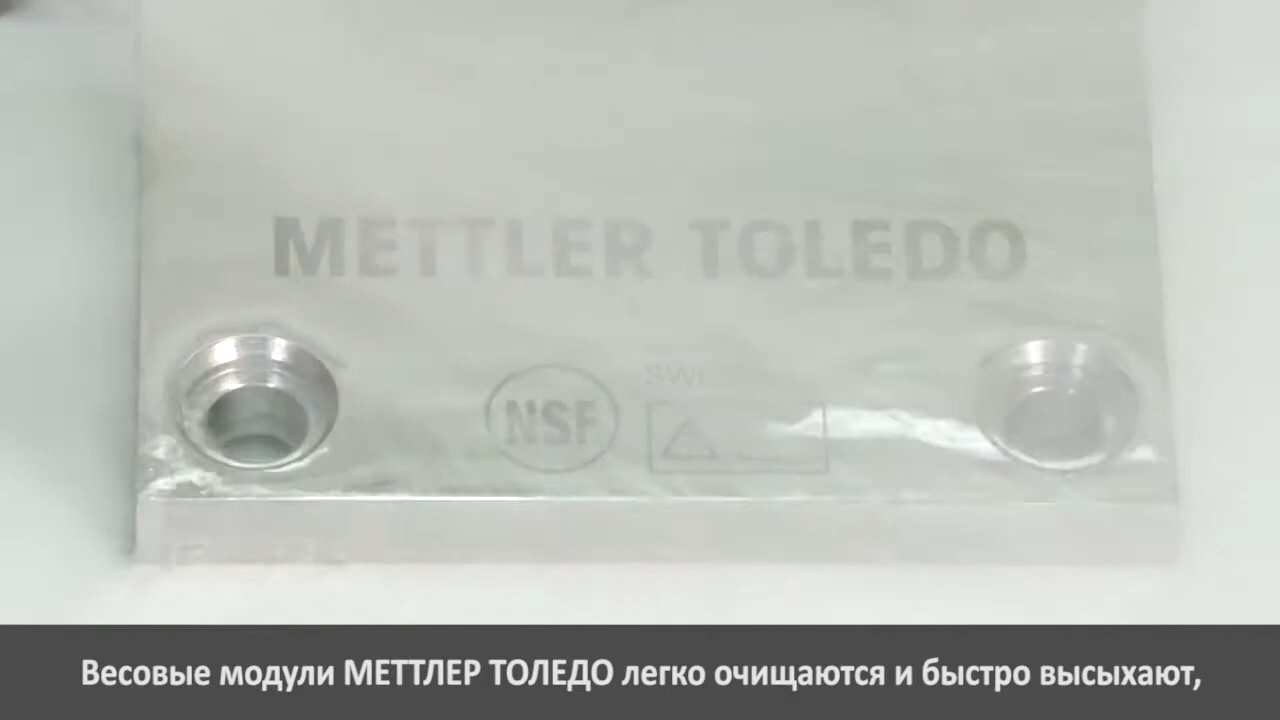 METTLER TOLEDO
NSF
Весовые модули МЕТТЛЕР ТОЛЕДО легко очищаются и быстро высыхают,